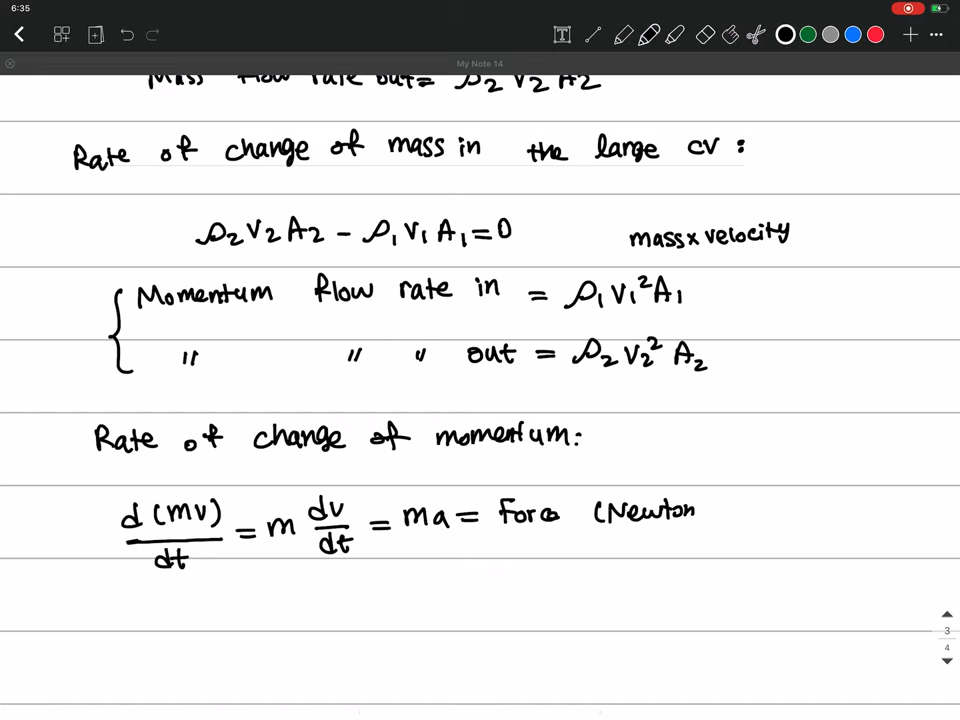 6:35
My Note 14
Mass flow rate out= ρ₂ V₂ A₂
Rate of change of mass in the large cv :
ρ₂ V₂ A₂ - ρ₁ V₁ A₁ = 0
mass x velocity
Momentum flow rate in = ρ₁ V₁² A₁
" " " out = ρ₂ V₂² A₂
Rate of change of momentum:
d (mv)/dt = m dv/dt = ma = Force (Newton
3
4